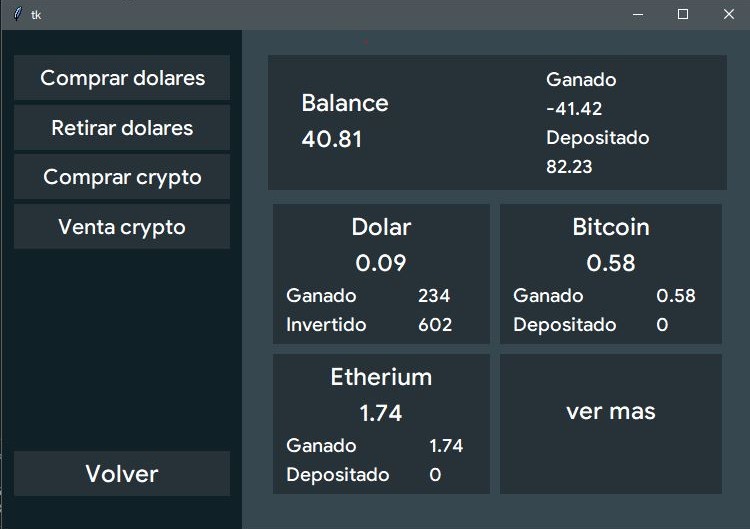 tk
Comprar dolares
Retirar dolares
Comprar crypto
Venta crypto
Volver
Balance
40.81
Ganado
-41.42
Depositado
82.23
Dolar
0.09
Ganado 234
Invertido 602
Bitcoin
0.58
Ganado 0.58
Depositado 0
Etherium
1.74
Ganado 1.74
Depositado 0
ver mas